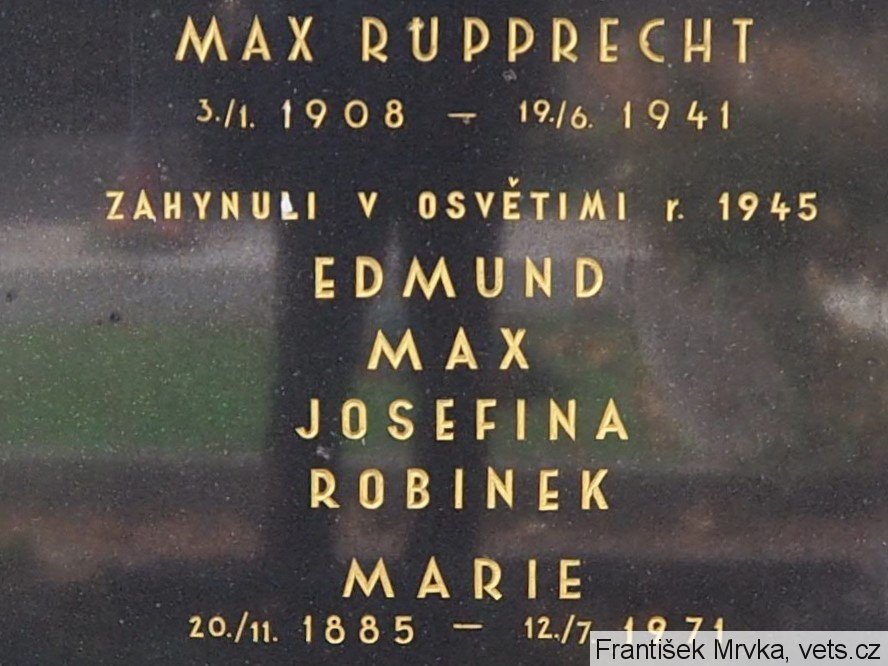 MAX RUPPRECHT
3./1. 1908 – 19./6. 1941
ZAHYNULI V OSVĚTIMI r. 1945
EDMUND
MAX
JOSEFINA
ROBINEK
MARIE
20./11. 1885 – 12./7 1971
František Mrvka, vets.cz